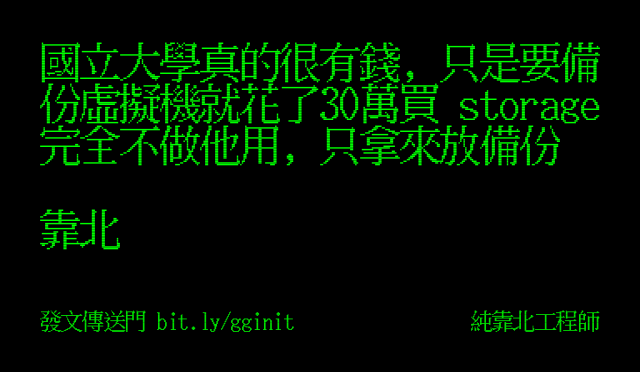 國立大學真的很有錢，只是要備
份虛擬機就花了30萬買 storage
完全不做他用，只拿來放備份
靠北
發文傳送門 bit.ly/gginit
純靠北工程師